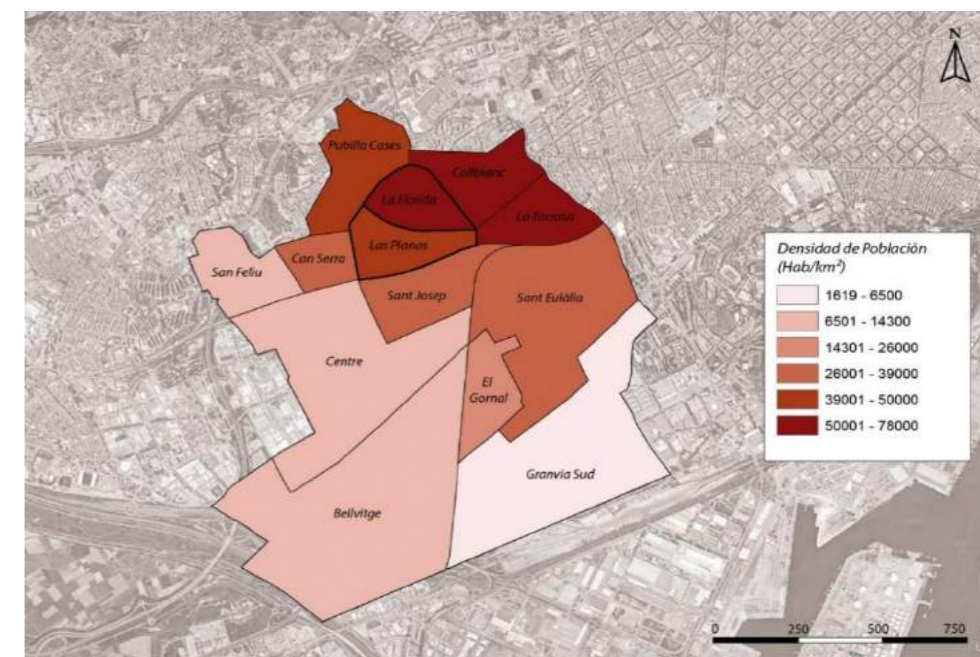 N
Pubilla Cases
Collblanc
La Florida
La Torrasa
Las Planas
Can Serra
San Feliu
Sant Josep
Sant Eulàlia
Centre
El
Gornal
Granvia Sud
Bellvitge
Densidad de Población
(Hab/km²)
1619 - 6500
6501 - 14300
14301 - 26000
26001 - 39000
39001 - 50000
50001 - 78000
0 250 500 750